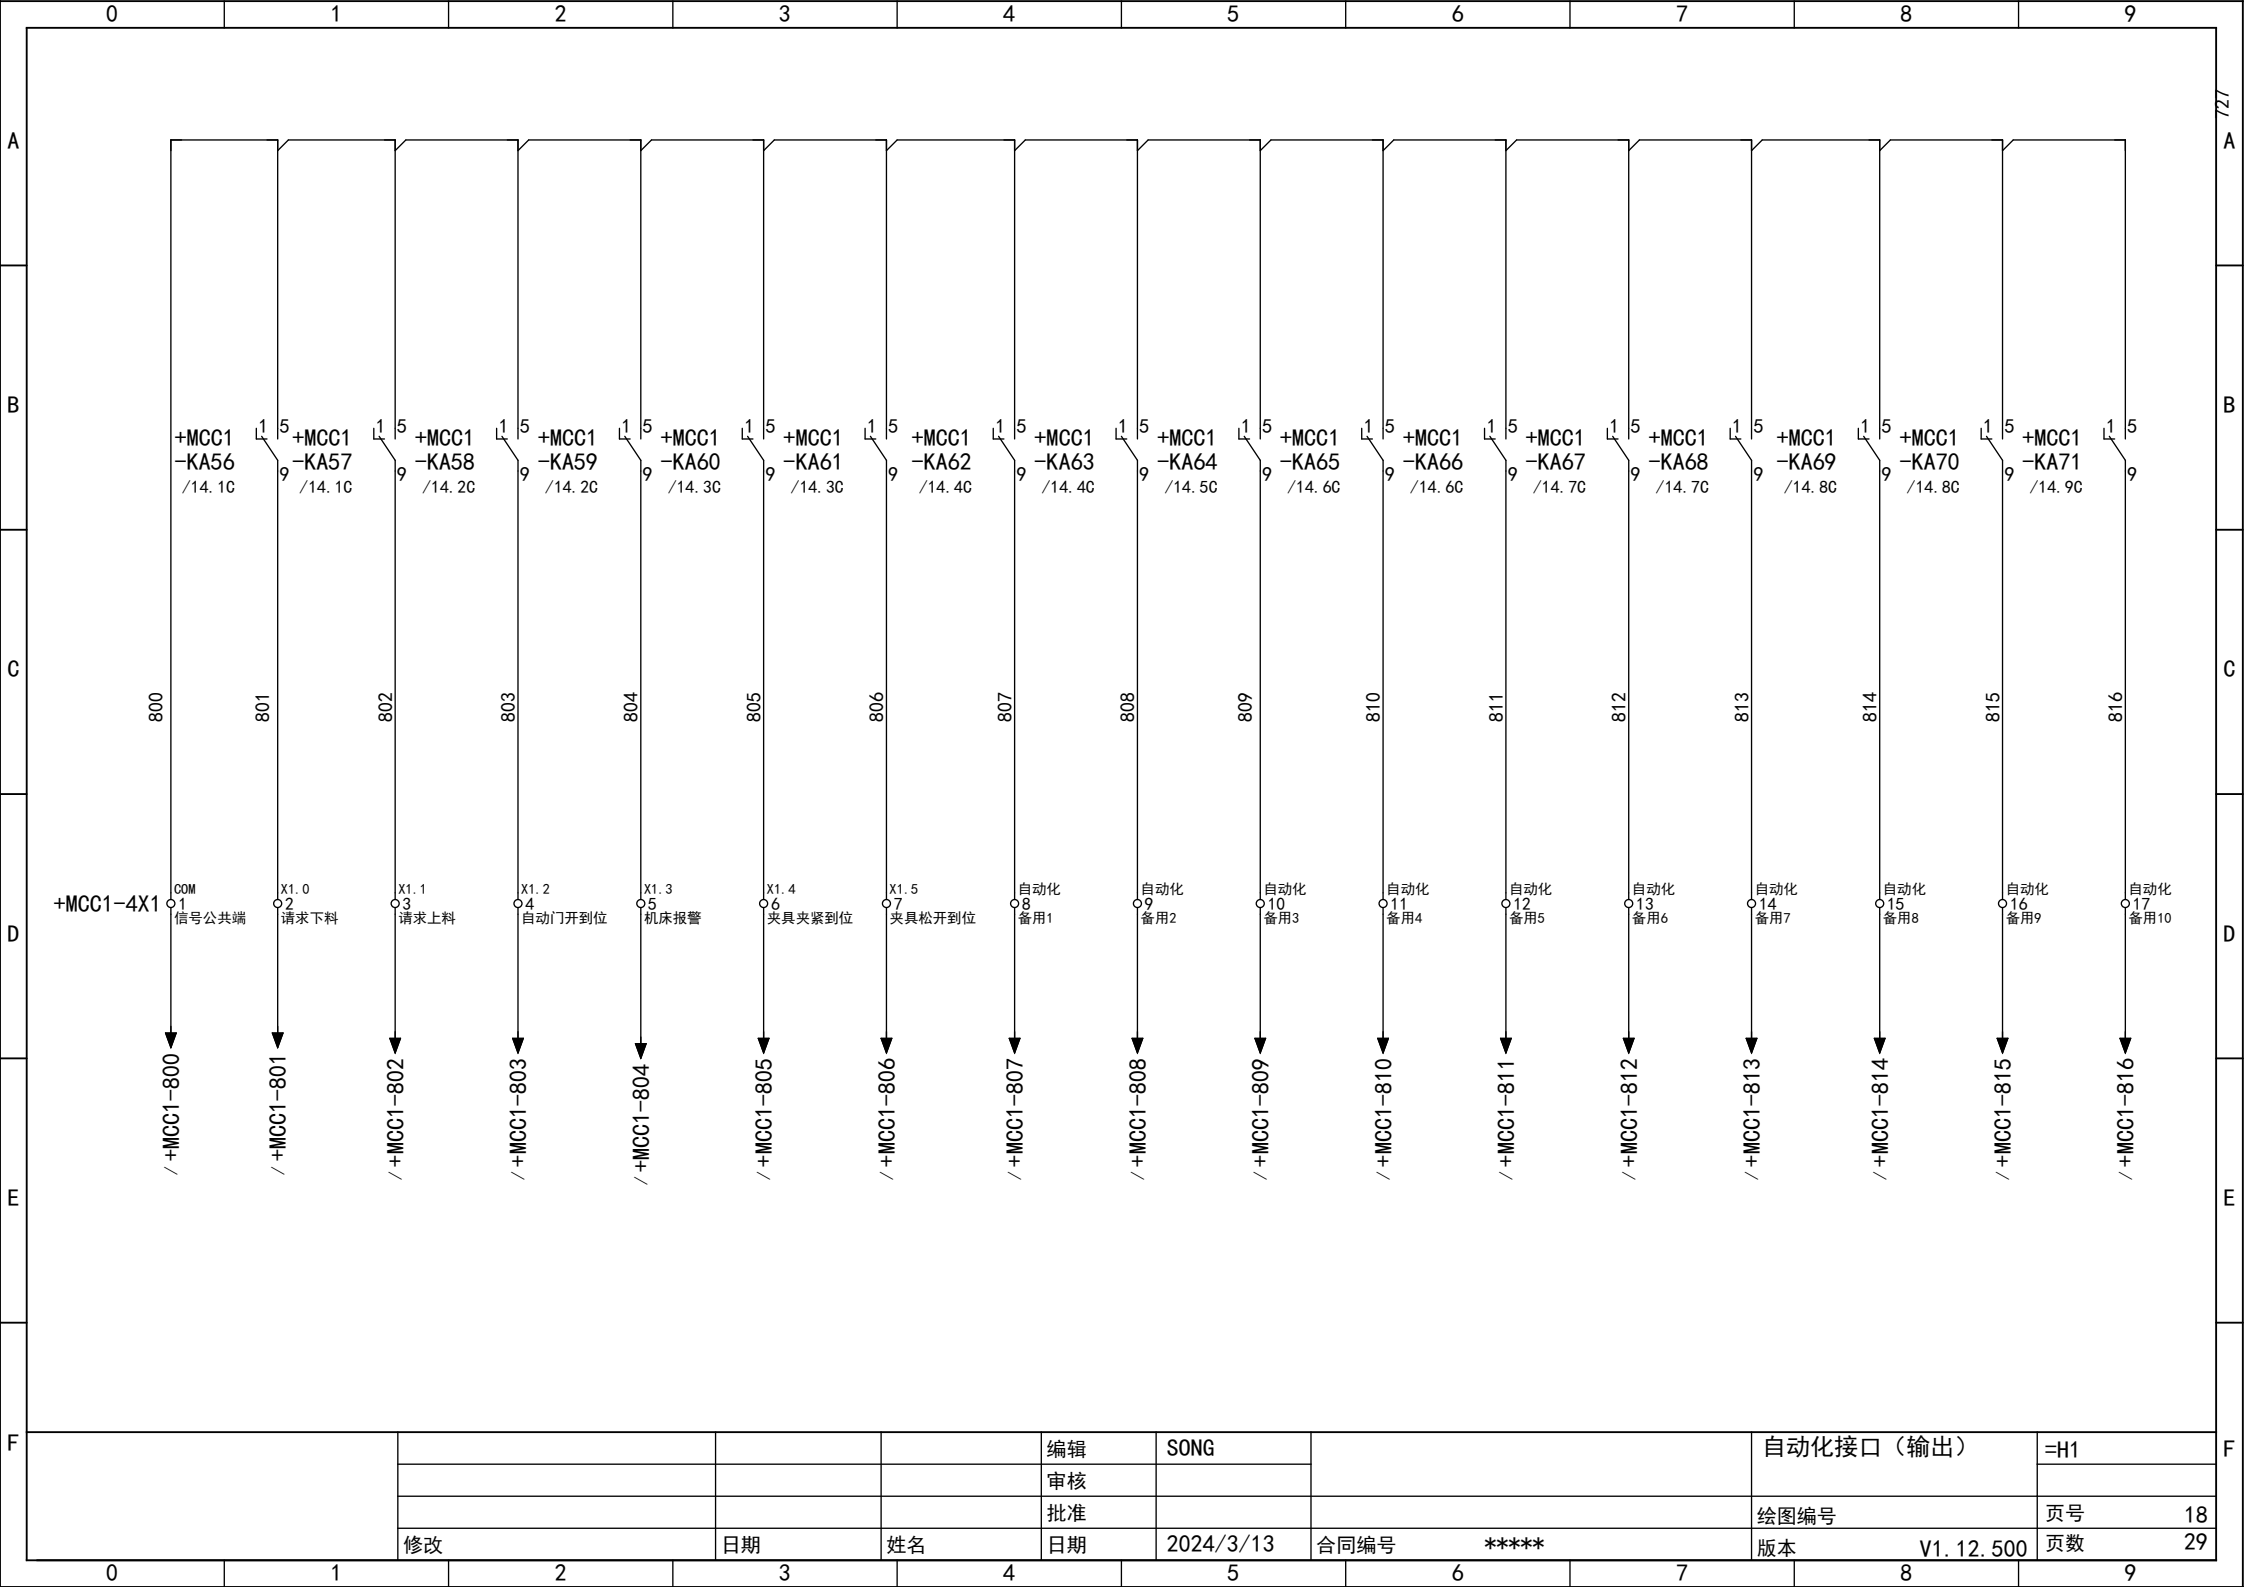 0 1 2 3 4 5 6 7 8 9
/27
A A
B B
1 5 1 5 1 5 1 5 1 5 1 5 1 5 1 5 1 5 1 5 1 5 1 5 1 5 1 5 1 5 1 5
+MCC1 +MCC1 +MCC1 +MCC1 +MCC1 +MCC1 +MCC1 +MCC1 +MCC1 +MCC1 +MCC1 +MCC1 +MCC1 +MCC1 +MCC1 +MCC1
-KA56 -KA57 -KA58 -KA59 -KA60 -KA61 -KA62 -KA63 -KA64 -KA65 -KA66 -KA67 -KA68 -KA69 -KA70 -KA71
9 9 9 9 9 9 9 9 9 9 9 9 9 9 9 9
/14.1C /14.1C /14.2C /14.2C /14.3C /14.3C /14.4C /14.4C /14.5C /14.6C /14.6C /14.7C /14.7C /14.8C /14.8C /14.9C
C C
800 801 802 803 804 805 806 807 808 809 810 811 812 813 814 815 816
COM X1.0 X1.1 X1.2 X1.3 X1.4 X1.5 自动化 自动化 自动化 自动化 自动化 自动化 自动化 自动化 自动化 自动化
+MCC1-4X1 1 2 3 4 5 6 7 8 9 10 11 12 13 14 15 16 17
信号公共端 请求下料 请求上料 自动门开到位 机床报警 夹具夹紧到位 夹具松开到位 备用1 备用2 备用3 备用4 备用5 备用6 备用7 备用8 备用9 备用10
D D
/ +MCC1-800 / +MCC1-801 / +MCC1-802 / +MCC1-803 / +MCC1-804 / +MCC1-805 / +MCC1-806 / +MCC1-807 / +MCC1-808 / +MCC1-809 / +MCC1-810 / +MCC1-811 / +MCC1-812 / +MCC1-813 / +MCC1-814 / +MCC1-815 / +MCC1-816
E E
F 编辑 SONG 自动化接口（输出） =H1 F
审核
批准 绘图编号 页号 18
修改 日期 姓名 日期 2024/3/13 合同编号 ***** 版本 V1.12.500 页数 29
0 1 2 3 4 5 6 7 8 9